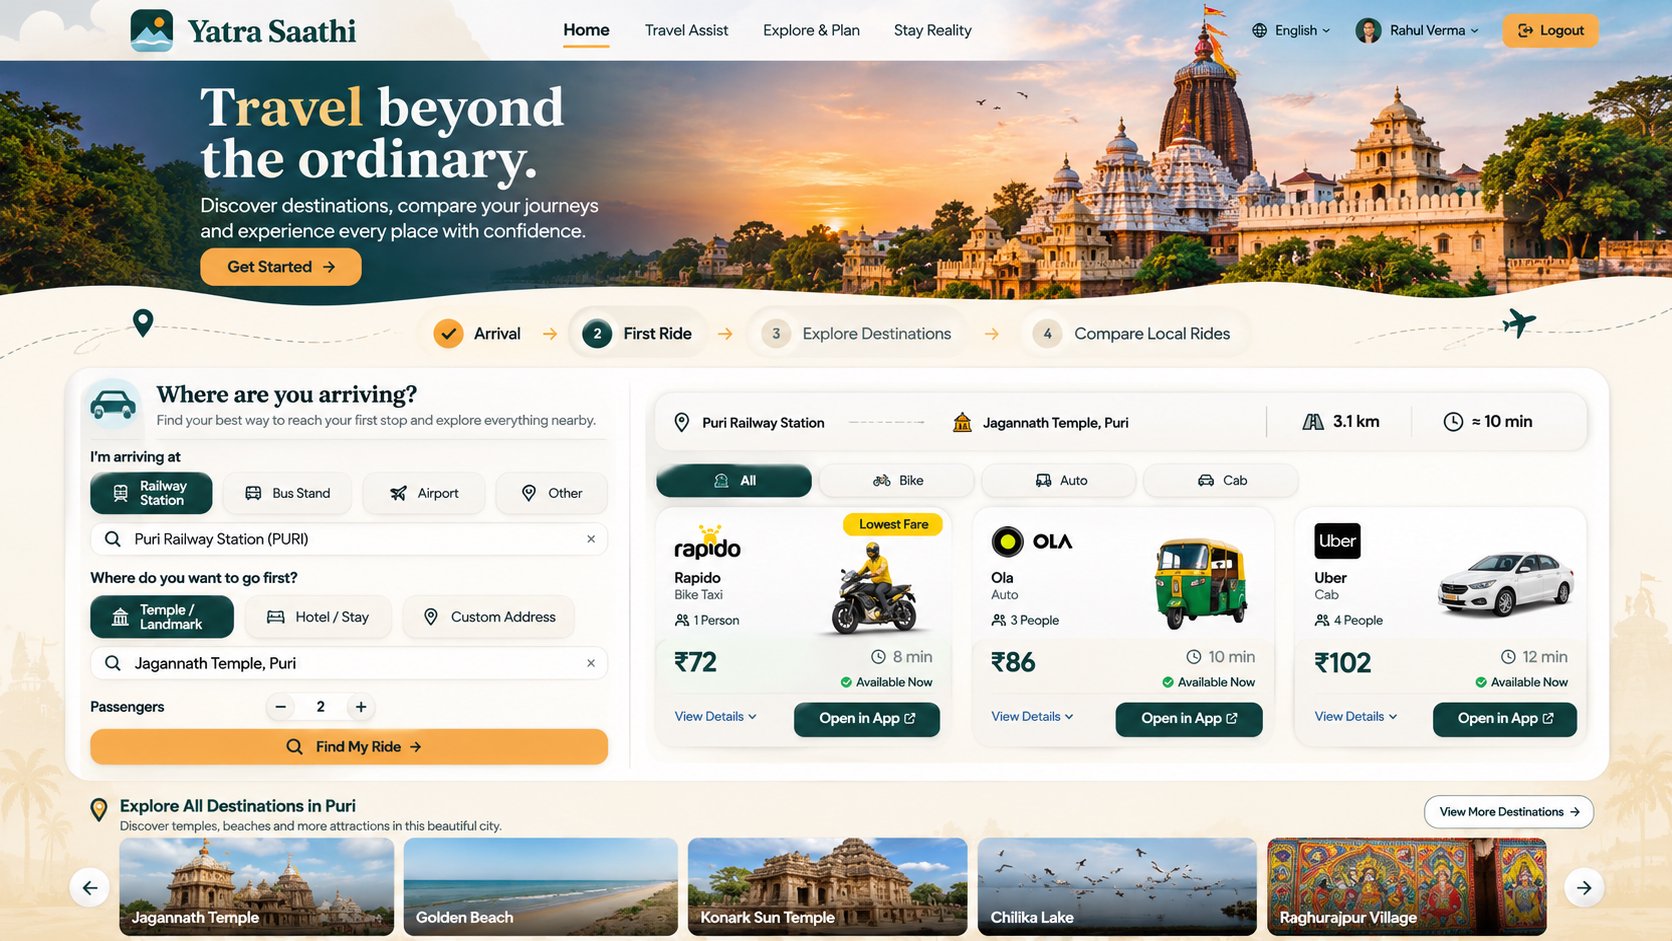 Yatra Saathi
Home
Travel Assist
Explore & Plan
Stay Reality
English
Rahul Verma
Logout
Travel beyond
the ordinary.
Discover destinations, compare your journeys
and experience every place with confidence.
Get Started →
Arrival
→
2 First Ride
→
3 Explore Destinations
→
4 Compare Local Rides
Where are you arriving?
Find your best way to reach your first stop and explore everything nearby.
I'm arriving at
Railway
Station
Bus Stand
Airport
Other
Puri Railway Station (PURI) ×
Where do you want to go first?
Temple /
Landmark
Hotel / Stay
Custom Address
Jagannath Temple, Puri ×
Passengers
− 2 +
Find My Ride →
Puri Railway Station
Jagannath Temple, Puri
3.1 km
≈ 10 min
All
Bike
Auto
Cab
Lowest Fare
rapido
Rapido
Bike Taxi
1 Person
₹72
8 min
Available Now
View Details
Open in App
OLA
Ola
Auto
3 People
₹86
10 min
Available Now
View Details
Open in App
Uber
Uber
Cab
4 People
₹102
12 min
Available Now
View Details
Open in App
Explore All Destinations in Puri
Discover temples, beaches and more attractions in this beautiful city.
View More Destinations →
←
Jagannath Temple
Golden Beach
Konark Sun Temple
Chilika Lake
Raghurajpur Village
→